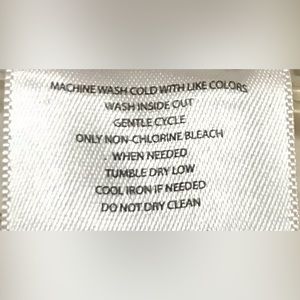 MACHINE WASH COLD WITH LIKE COLORS
WASH INSIDE OUT
GENTLE CYCLE
ONLY NON-CHLORINE BLEACH
WHEN NEEDED
TUMBLE DRY LOW
COOL IRON IF NEEDED
DO NOT DRY CLEAN